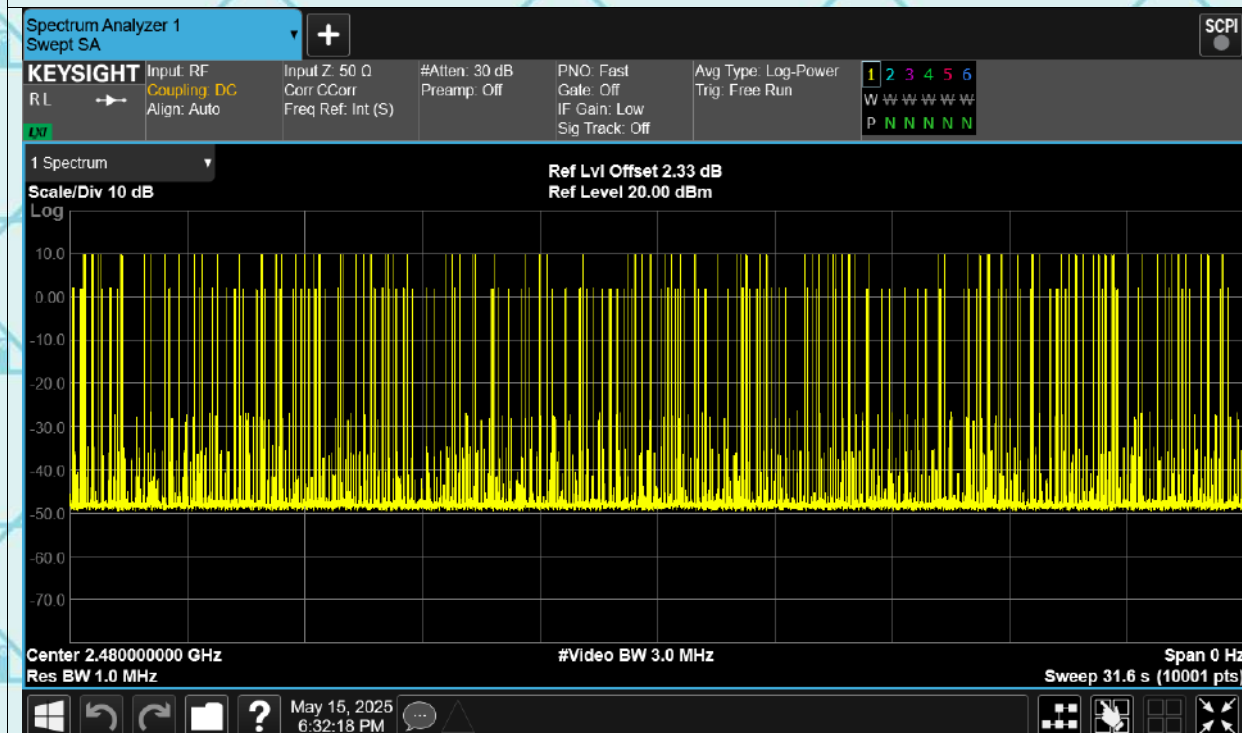 Spectrum Analyzer 1
Swept SA
+
SCPI
KEYSIGHT
R L
LXI
Input: RF
Coupling: DC
Align: Auto
Input Z: 50 Ω
Corr CCorr
Freq Ref: Int (S)
#Atten: 30 dB
Preamp: Off
PNO: Fast
Gate: Off
IF Gain: Low
Sig Track: Off
Avg Type: Log-Power
Trig: Free Run
1 2 3 4 5 6
W W W W W W
P N N N N N
1 Spectrum
Scale/Div 10 dB
Log
Ref Lvl Offset 2.33 dB
Ref Level 20.00 dBm
10.0
0.00
-10.0
-20.0
-30.0
-40.0
-50.0
-60.0
-70.0
Center 2.480000000 GHz
Res BW 1.0 MHz
#Video BW 3.0 MHz
Span 0 Hz
Sweep 31.6 s (10001 pts)
?
May 15, 2025
6:32:18 PM